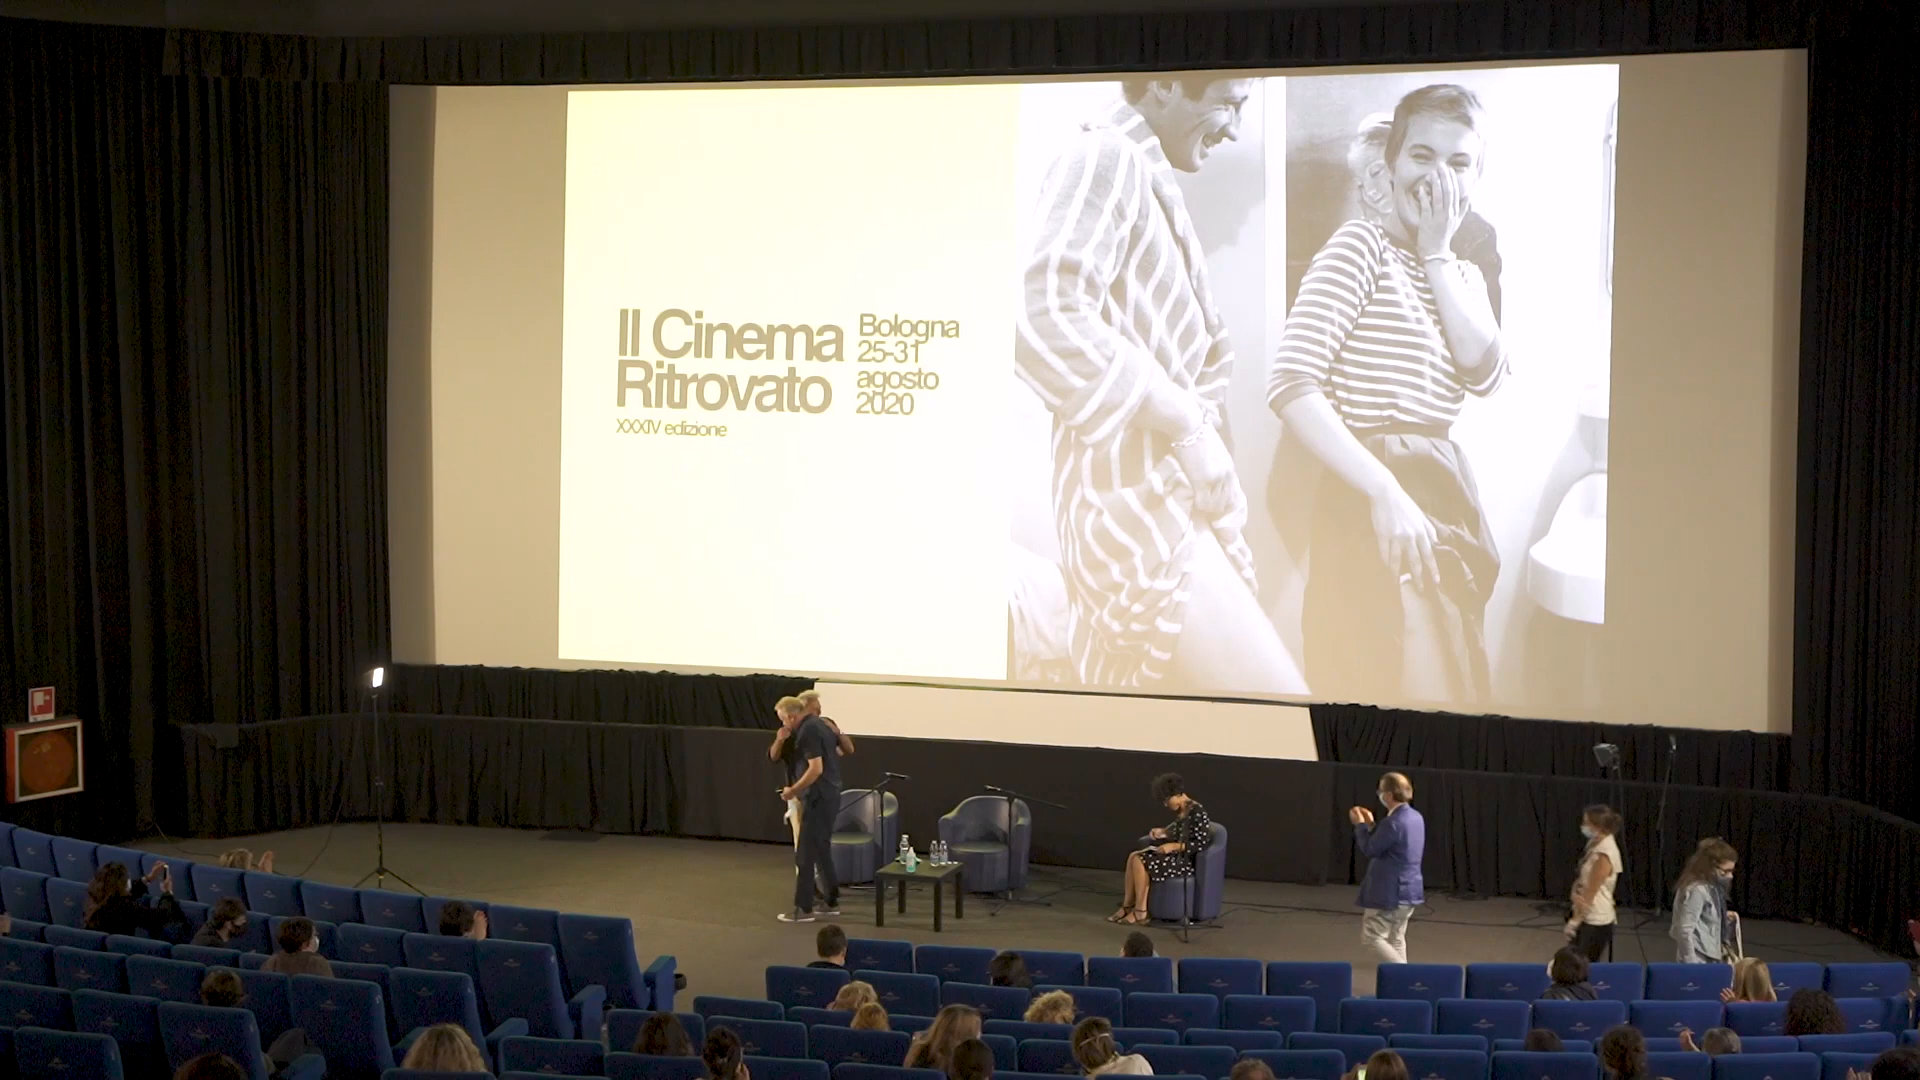 Il Cinema
Ritrovato
XXXIV edizione
Bologna
25-31
agosto
2020